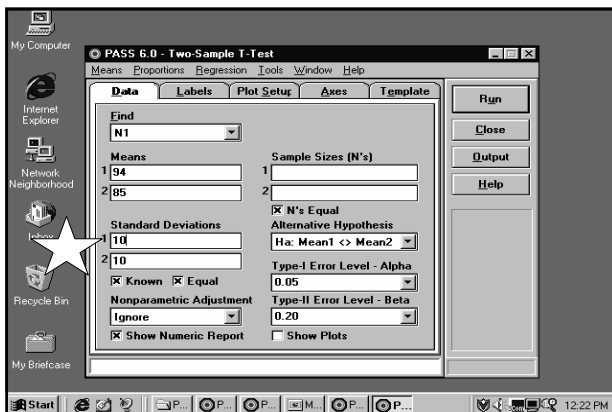 My Computer
Internet
Explorer
Network
Neighborhood
Inbox
Recycle Bin
My Briefcase
PASS 6.0 - Two-Sample T-Test
Means Proportions Regression Tools Window Help
Data Labels Plot Setup Axes Template
Find
N1
Means
1 94
2 85
Standard Deviations
1 10
2 10
Known Equal
Nonparametric Adjustment
Ignore
Show Numeric Report
Sample Sizes (N's)
1
2
N's Equal
Alternative Hypothesis
Ha: Mean1 <> Mean2
Type-I Error Level - Alpha
0.05
Type-II Error Level - Beta
0.20
Show Plots
Run
Close
Output
Help
Start P... P... P... M... P... P... 12:22 PM